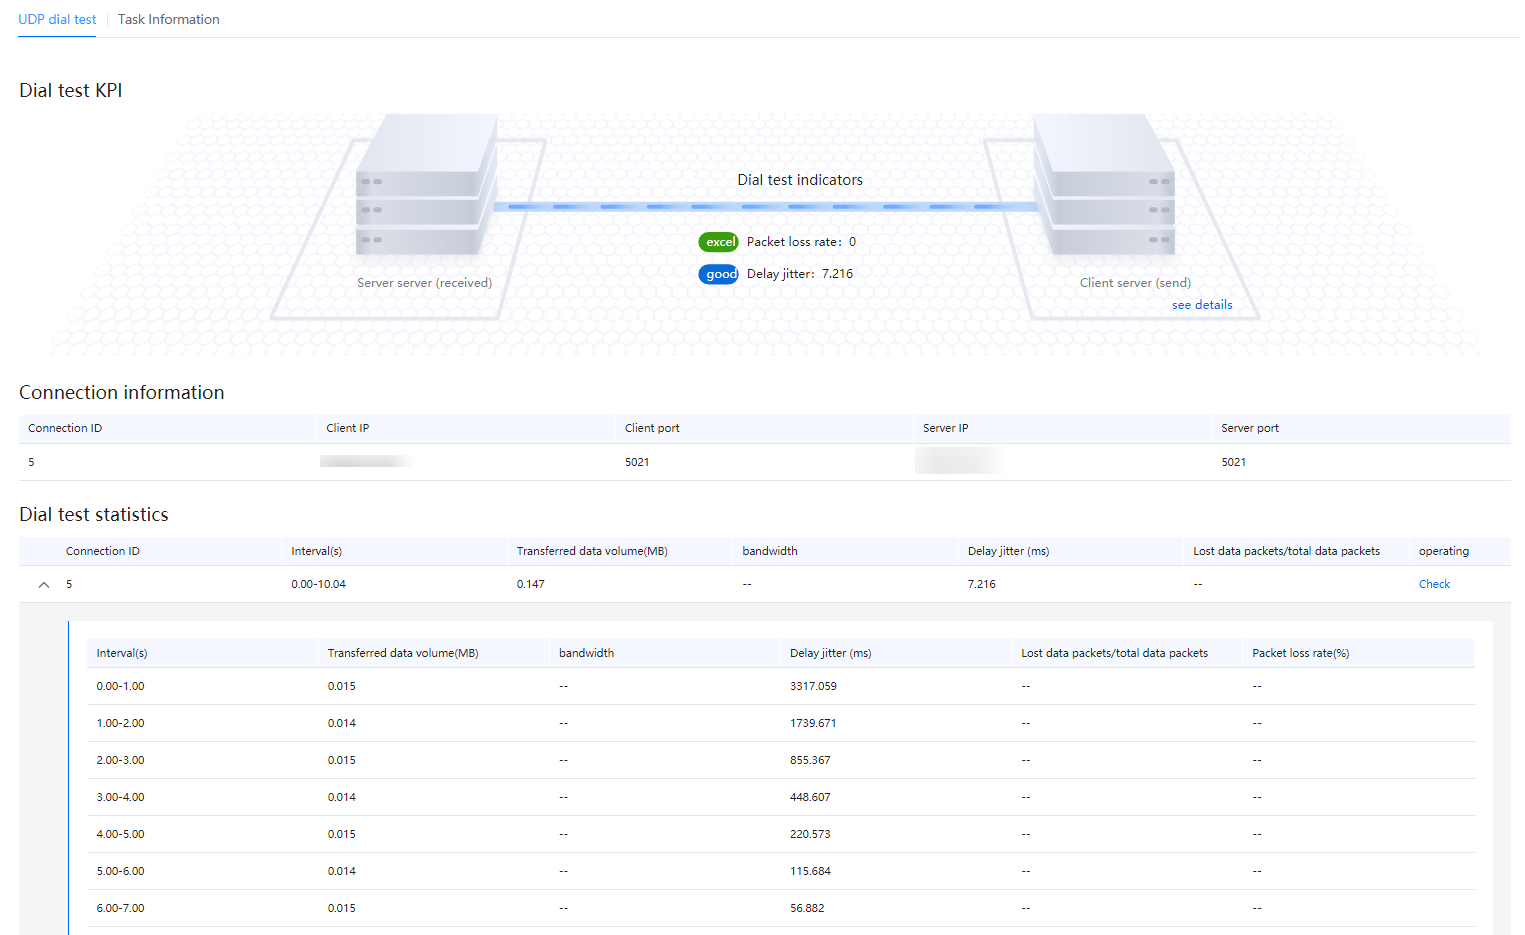 UDP dial test Task Information
Dial test KPI
Dial test indicators
excel Packet loss rate: 0
good Delay jitter: 7.216
Server server (received)
Client server (send)
see details
Connection information
Connection ID Client IP Client port Server IP Server port
5 5021 5021
Dial test statistics
Connection ID Interval(s) Transferred data volume(MB) bandwidth Delay jitter (ms) Lost data packets/total data packets operating
5 0.00-10.04 0.147 -- 7.216 -- Check
Interval(s) Transferred data volume(MB) bandwidth Delay jitter (ms) Lost data packets/total data packets Packet loss rate(%)
0.00-1.00 0.015 -- 3317.059 -- --
1.00-2.00 0.014 -- 1739.671 -- --
2.00-3.00 0.015 -- 855.367 -- --
3.00-4.00 0.014 -- 448.607 -- --
4.00-5.00 0.015 -- 220.573 -- --
5.00-6.00 0.014 -- 115.684 -- --
6.00-7.00 0.015 -- 56.882 -- --